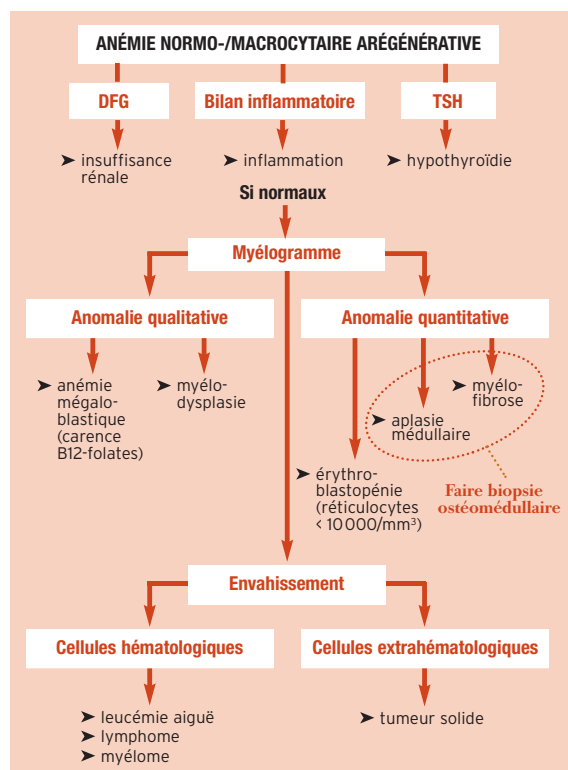 ANÉMIE NORMO-/MACROCYTAIRE ARÉGÉNÉRATIVE
DFG
Bilan inflammatoire
TSH
➤ insuffisance
rénale
➤ inflammation
➤ hypothyroïdie
Si normaux
Myélogramme
Anomalie qualitative
Anomalie quantitative
➤ anémie
mégalo-
blastique
(carence
B12-folates)
➤ myélo-
dysplasie
➤ myélo-
fibrose
➤ aplasie
médullaire
➤ érythro-
blastopénie
(réticulocytes
< 10 000/mm³)
Faire biopsie
ostéomédullaire
Envahissement
Cellules hématologiques
Cellules extrahématologiques
➤ leucémie aiguë
➤ lymphome
➤ myélome
➤ tumeur solide